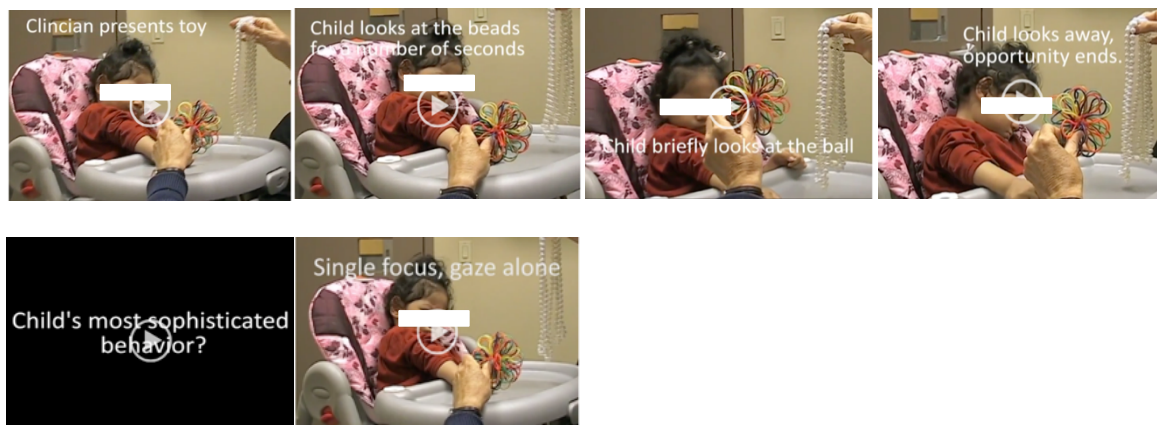 Clincian presents toy
Child looks at the beads
for a number of seconds
Child briefly looks at the ball
Child looks away,
opportunity ends.
Child's most sophisticated
behavior?
Single focus, gaze alone